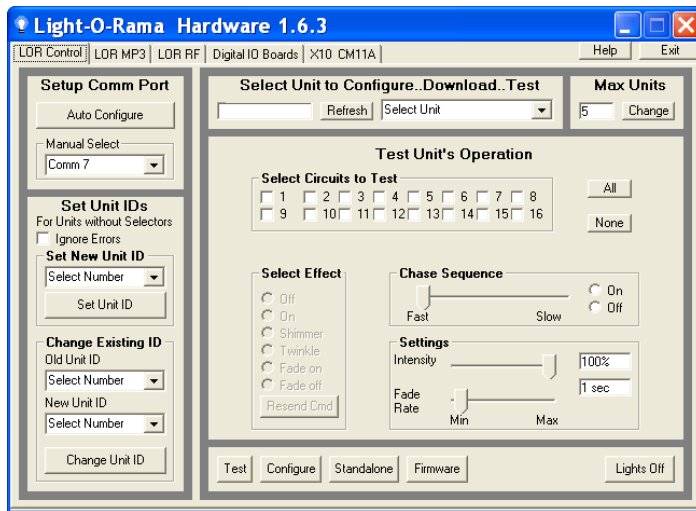 Light-O-Rama Hardware 1.6.3
LOR Control LOR MP3 LOR RF Digital IO Boards X10 CM11A Help Exit
Setup Comm Port
Auto Configure
Manual Select
Comm 7
Set Unit IDs
For Units without Selectors
Ignore Errors
Set New Unit ID
Select Number
Set Unit ID
Change Existing ID
Old Unit ID
Select Number
New Unit ID
Select Number
Change Unit ID
Select Unit to Configure..Download..Test
Refresh Select Unit
Max Units
5 Change
Test Unit's Operation
Select Circuits to Test
1 2 3 4 5 6 7 8
9 10 11 12 13 14 15 16
All
None
Select Effect
Off
On
Shimmer
Twinkle
Fade on
Fade off
Resend Cmd
Chase Sequence
Fast Slow
On
Off
Settings
Intensity 100%
Fade Rate 1 sec
Min Max
Test Configure Standalone Firmware Lights Off